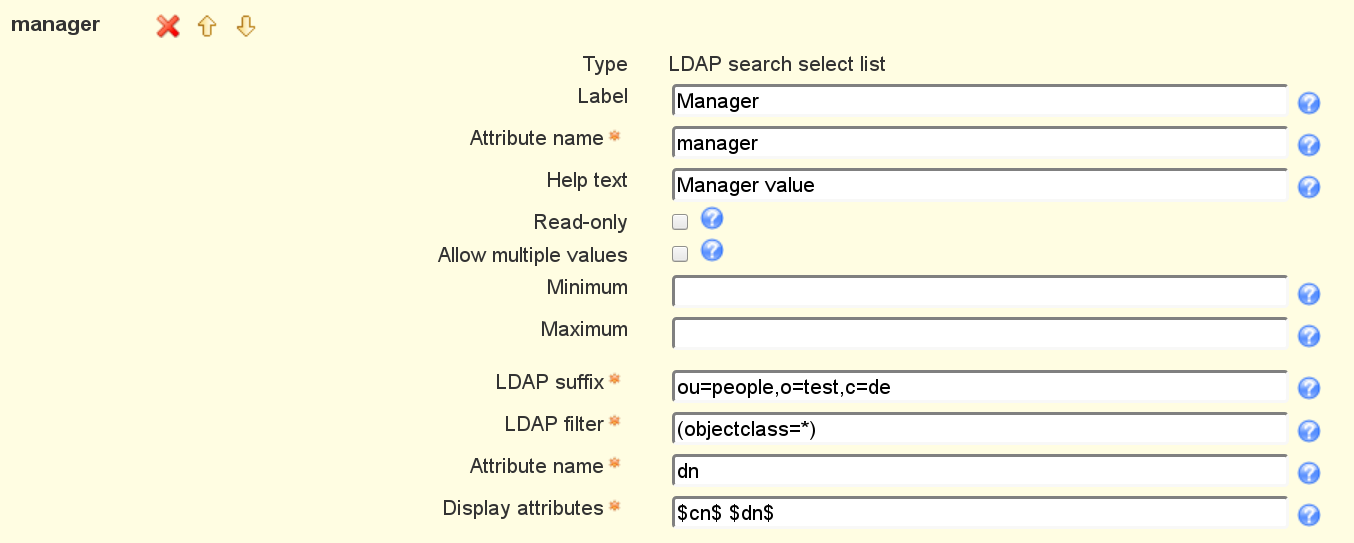 manager
Type LDAP search select list
Label Manager
Attribute name * manager
Help text Manager value
Read-only
Allow multiple values
Minimum
Maximum
LDAP suffix * ou=people,o=test,c=de
LDAP filter * (objectclass=*)
Attribute name * dn
Display attributes * $cn$ $dn$